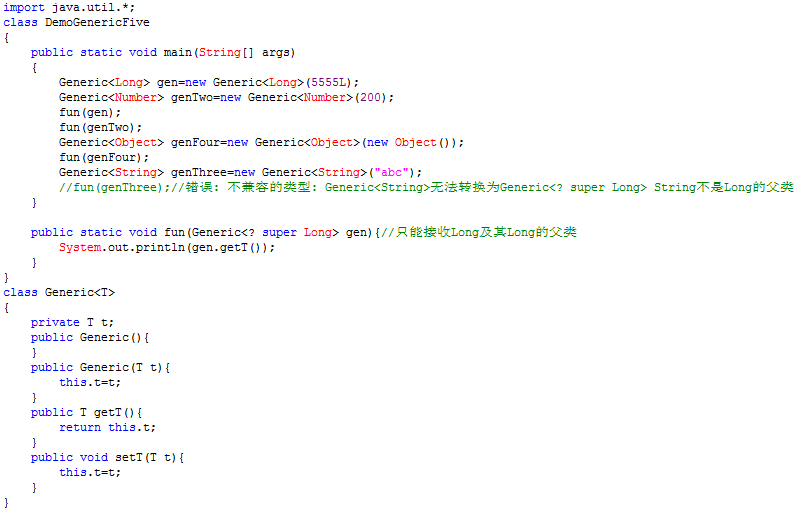 import java.util.*;
class DemoGenericFive
{
    public static void main(String[] args)
    {
        Generic<Long> gen=new Generic<Long>(5555L);
        Generic<Number> genTwo=new Generic<Number>(200);
        fun(gen);
        fun(genTwo);
        Generic<Object> genFour=new Generic<Object>(new Object());
        fun(genFour);
        Generic<String> genThree=new Generic<String>("abc");
        //fun(genThree);//错误: 不兼容的类型: Generic<String>无法转换为Generic<? super Long> String不是Long的父类
    }

    public static void fun(Generic<? super Long> gen){//只能接收Long及其Long的父类
        System.out.println(gen.getT());
    }
}
class Generic<T>
{
    private T t;
    public Generic(){
    }
    public Generic(T t){
        this.t=t;
    }
    public T getT(){
        return this.t;
    }
    public void setT(T t){
        this.t=t;
    }
}